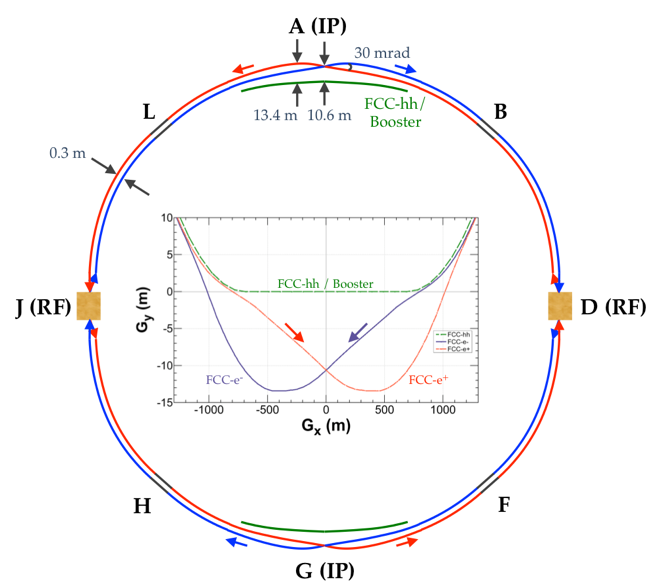 A (IP)
30 mrad
L
13.4 m 10.6 m
FCC-hh /
Booster
B
0.3 m
10
5
0
-5
-10
-15
Gy (m)
FCC-hh / Booster
FCC-hh
FCC-e-
FCC-e+
FCC-e-
FCC-e+
-1000 -500 0 500 1000
Gx (m)
J (RF)
D (RF)
H
F
G (IP)